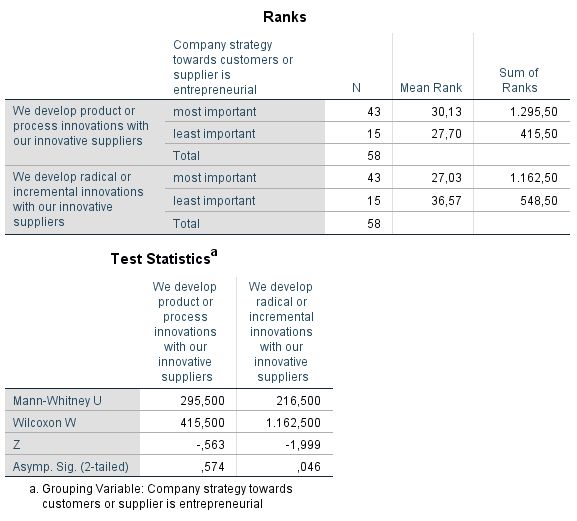 Ranks
Company strategy
towards customers or
supplier is
entrepreneurial
N
Mean Rank
Sum of
Ranks
We develop product or
process innovations with
our innovative suppliers
most important 43 30,13 1.295,50
least important 15 27,70 415,50
Total 58
We develop radical or
incremental innovations
with our innovative
suppliers
most important 43 27,03 1.162,50
least important 15 36,57 548,50
Total 58
Test Statisticsa
We develop
product or
process
innovations
with our
innovative
suppliers
We develop
radical or
incremental
innovations
with our
innovative
suppliers
Mann-Whitney U 295,500 216,500
Wilcoxon W 415,500 1.162,500
Z -,563 -1,999
Asymp. Sig. (2-tailed) ,574 ,046
a. Grouping Variable: Company strategy towards
customers or supplier is entrepreneurial